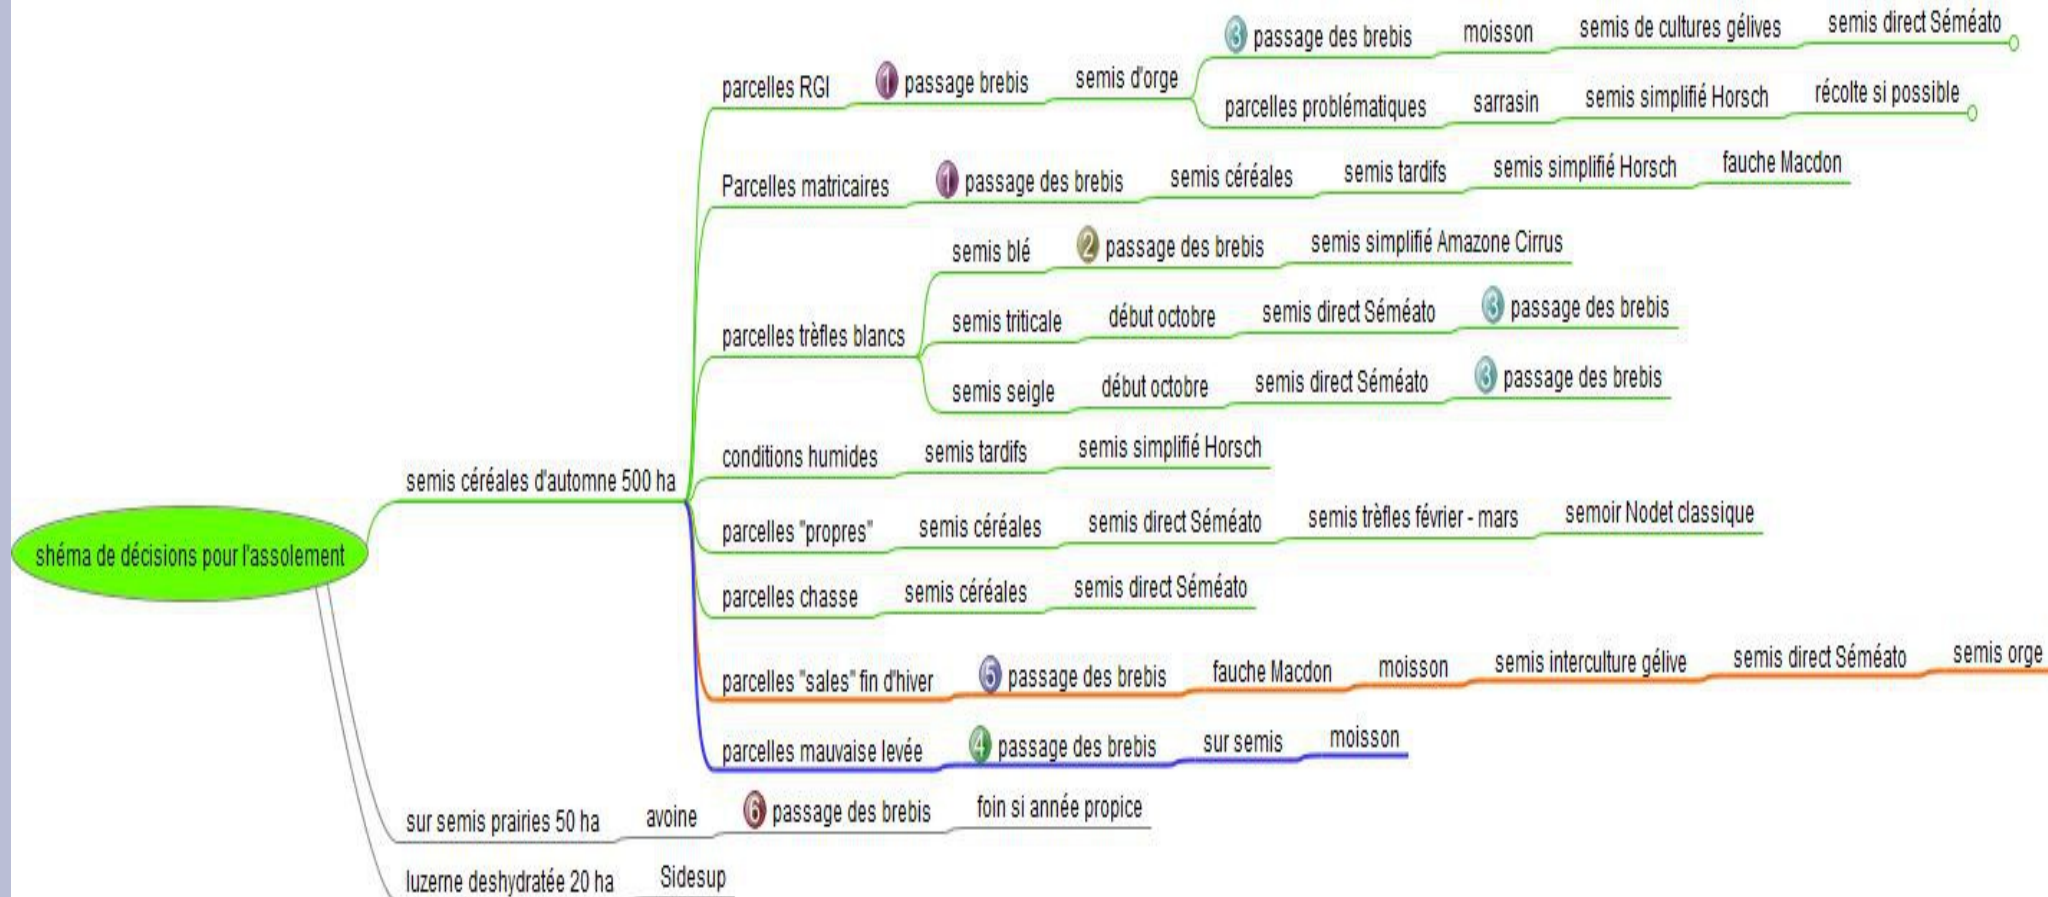 shéma de décisions pour l'assolement
semis céréales d'automne 500 ha
parcelles RGI
1 passage brebis
semis d'orge
3 passage des brebis
moisson
semis de cultures gélives
semis direct Séméato
parcelles problématiques
sarrasin
semis simplifié Horsch
récolte si possible
Parcelles matricaires
1 passage des brebis
semis céréales
semis tardifs
semis simplifié Horsch
fauche Macdon
parcelles trèfles blancs
semis blé
2 passage des brebis
semis simplifié Amazone Cirrus
semis triticale
début octobre
semis direct Séméato
3 passage des brebis
semis seigle
début octobre
semis direct Séméato
3 passage des brebis
conditions humides
semis tardifs
semis simplifié Horsch
parcelles "propres"
semis céréales
semis direct Séméato
semis trèfles février - mars
semoir Nodet classique
parcelles chasse
semis céréales
semis direct Séméato
parcelles "sales" fin d'hiver
5 passage des brebis
fauche Macdon
moisson
semis interculture gélive
semis direct Séméato
semis orge
parcelles mauvaise levée
4 passage des brebis
sur semis
moisson
sur semis prairies 50 ha
avoine
6 passage des brebis
foin si année propice
luzerne deshydratée 20 ha
Sidesup